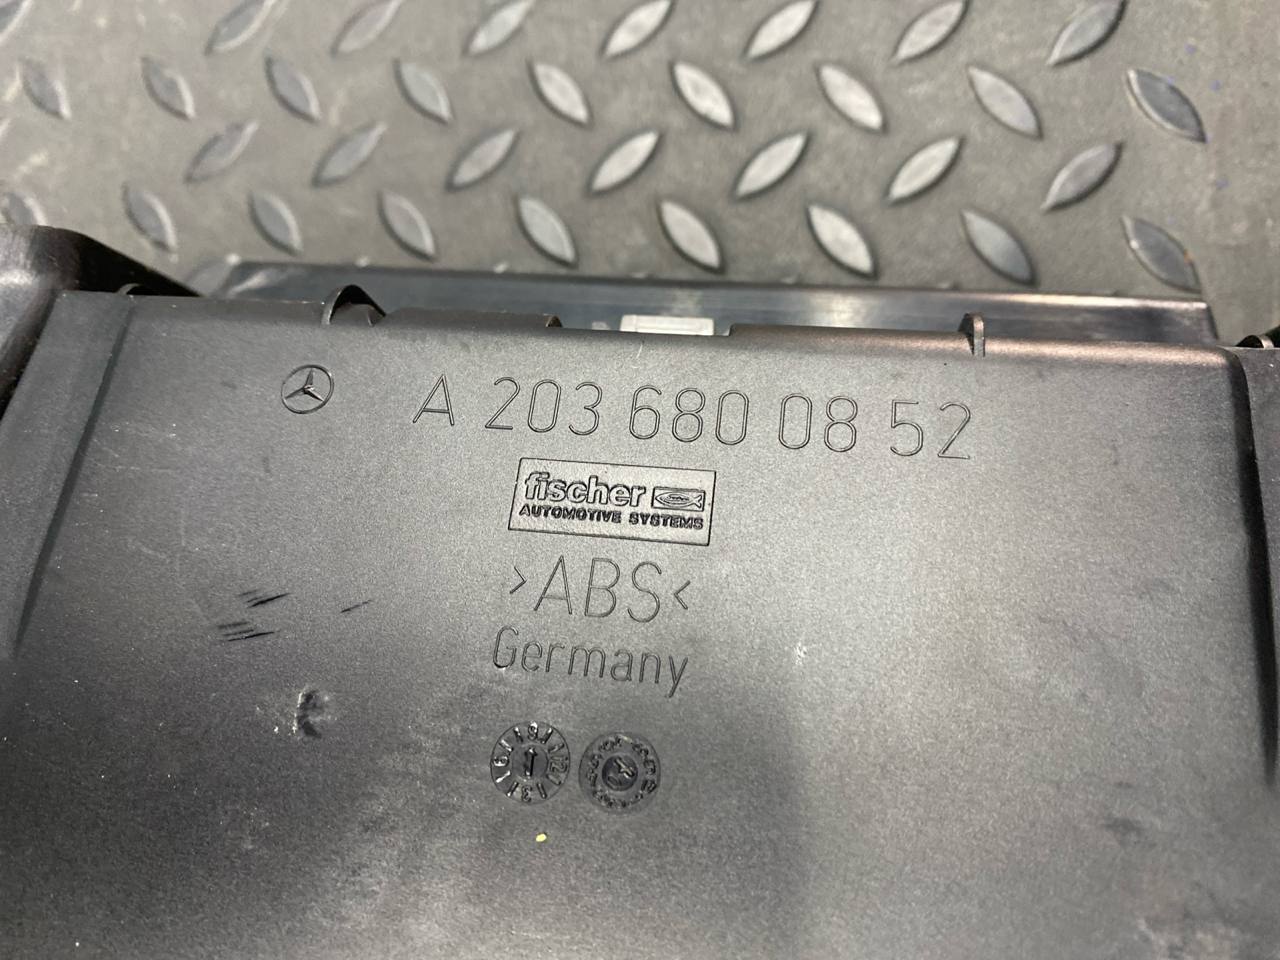 A 203 680 08 52
fischer
AUTOMOTIVE SYSTEMS
>ABS<
Germany